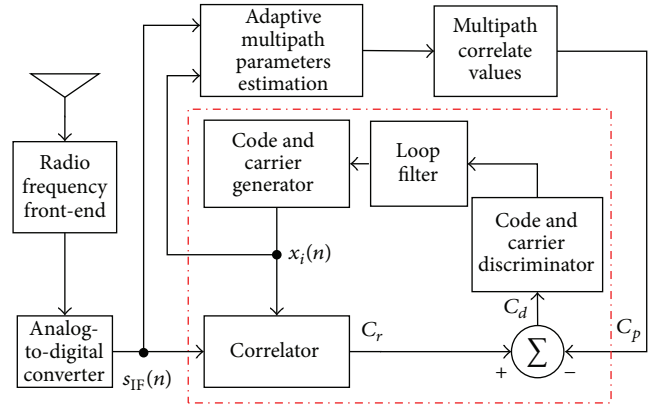 Adaptive
multipath
parameters
estimation
Multipath
correlate
values
Radio
frequency
front-end
Code and
carrier
generator
Loop
filter
Code and
carrier
discriminator
x_i(n)
C_d
C_r
C_p
Analog-
to-digital
converter
s_IF(n)
Correlator
∑
+
−